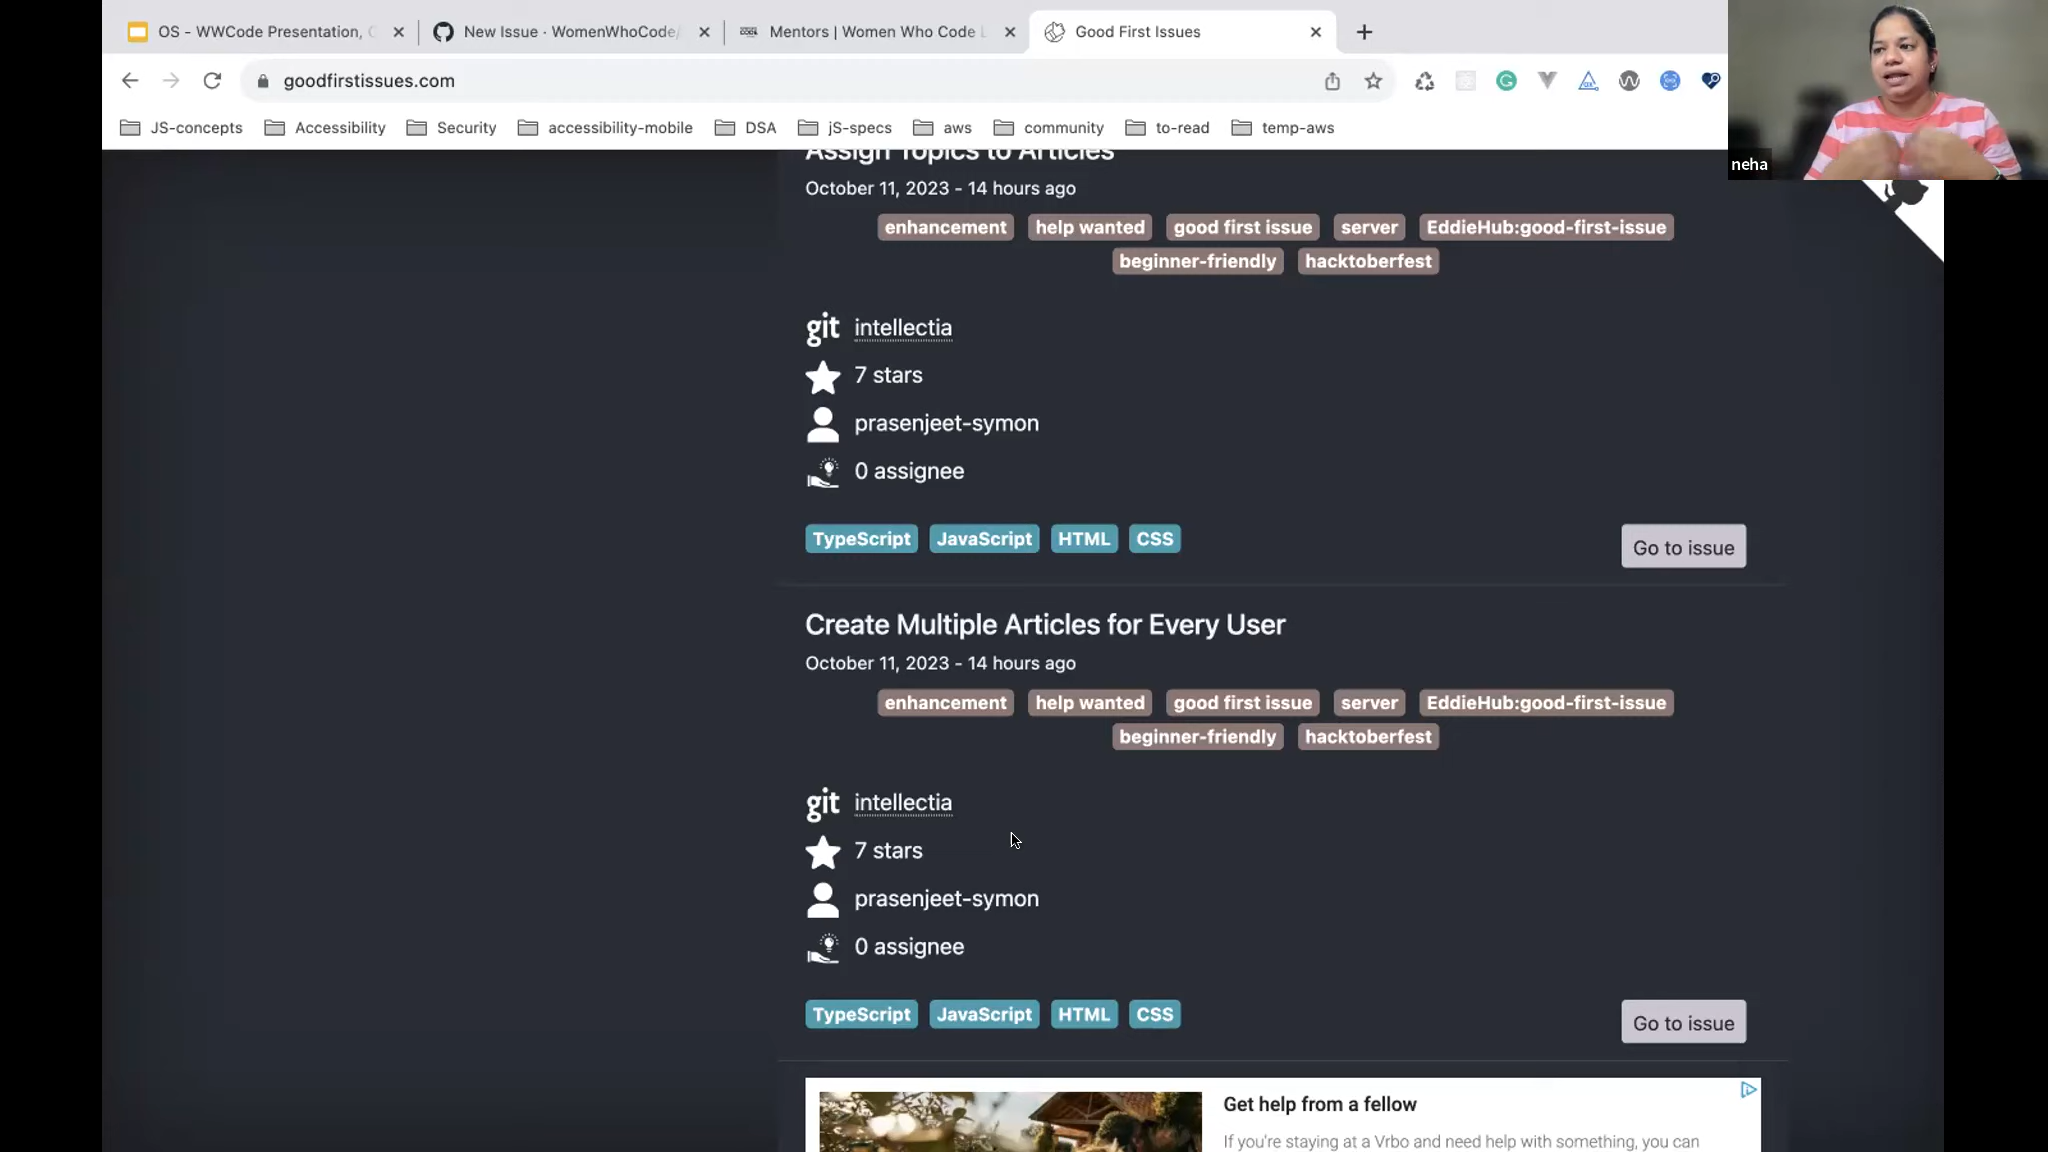 OS - WWCode Presentation,
New Issue · WomenWhoCode/
Mentors | Women Who Code
Good First Issues
goodfirstissues.com
JS-concepts
Accessibility
Security
accessibility-mobile
DSA
jS-specs
aws
community
to-read
temp-aws
neha
Assign Topics to Articles
October 11, 2023 - 14 hours ago
enhancement help wanted good first issue server EddieHub:good-first-issue
beginner-friendly hacktoberfest
git intellectia
7 stars
prasenjeet-symon
0 assignee
TypeScript JavaScript HTML CSS
Go to issue
Create Multiple Articles for Every User
October 11, 2023 - 14 hours ago
enhancement help wanted good first issue server EddieHub:good-first-issue
beginner-friendly hacktoberfest
git intellectia
7 stars
prasenjeet-symon
0 assignee
TypeScript JavaScript HTML CSS
Go to issue
Get help from a fellow
If you're staying at a Vrbo and need help with something, you can